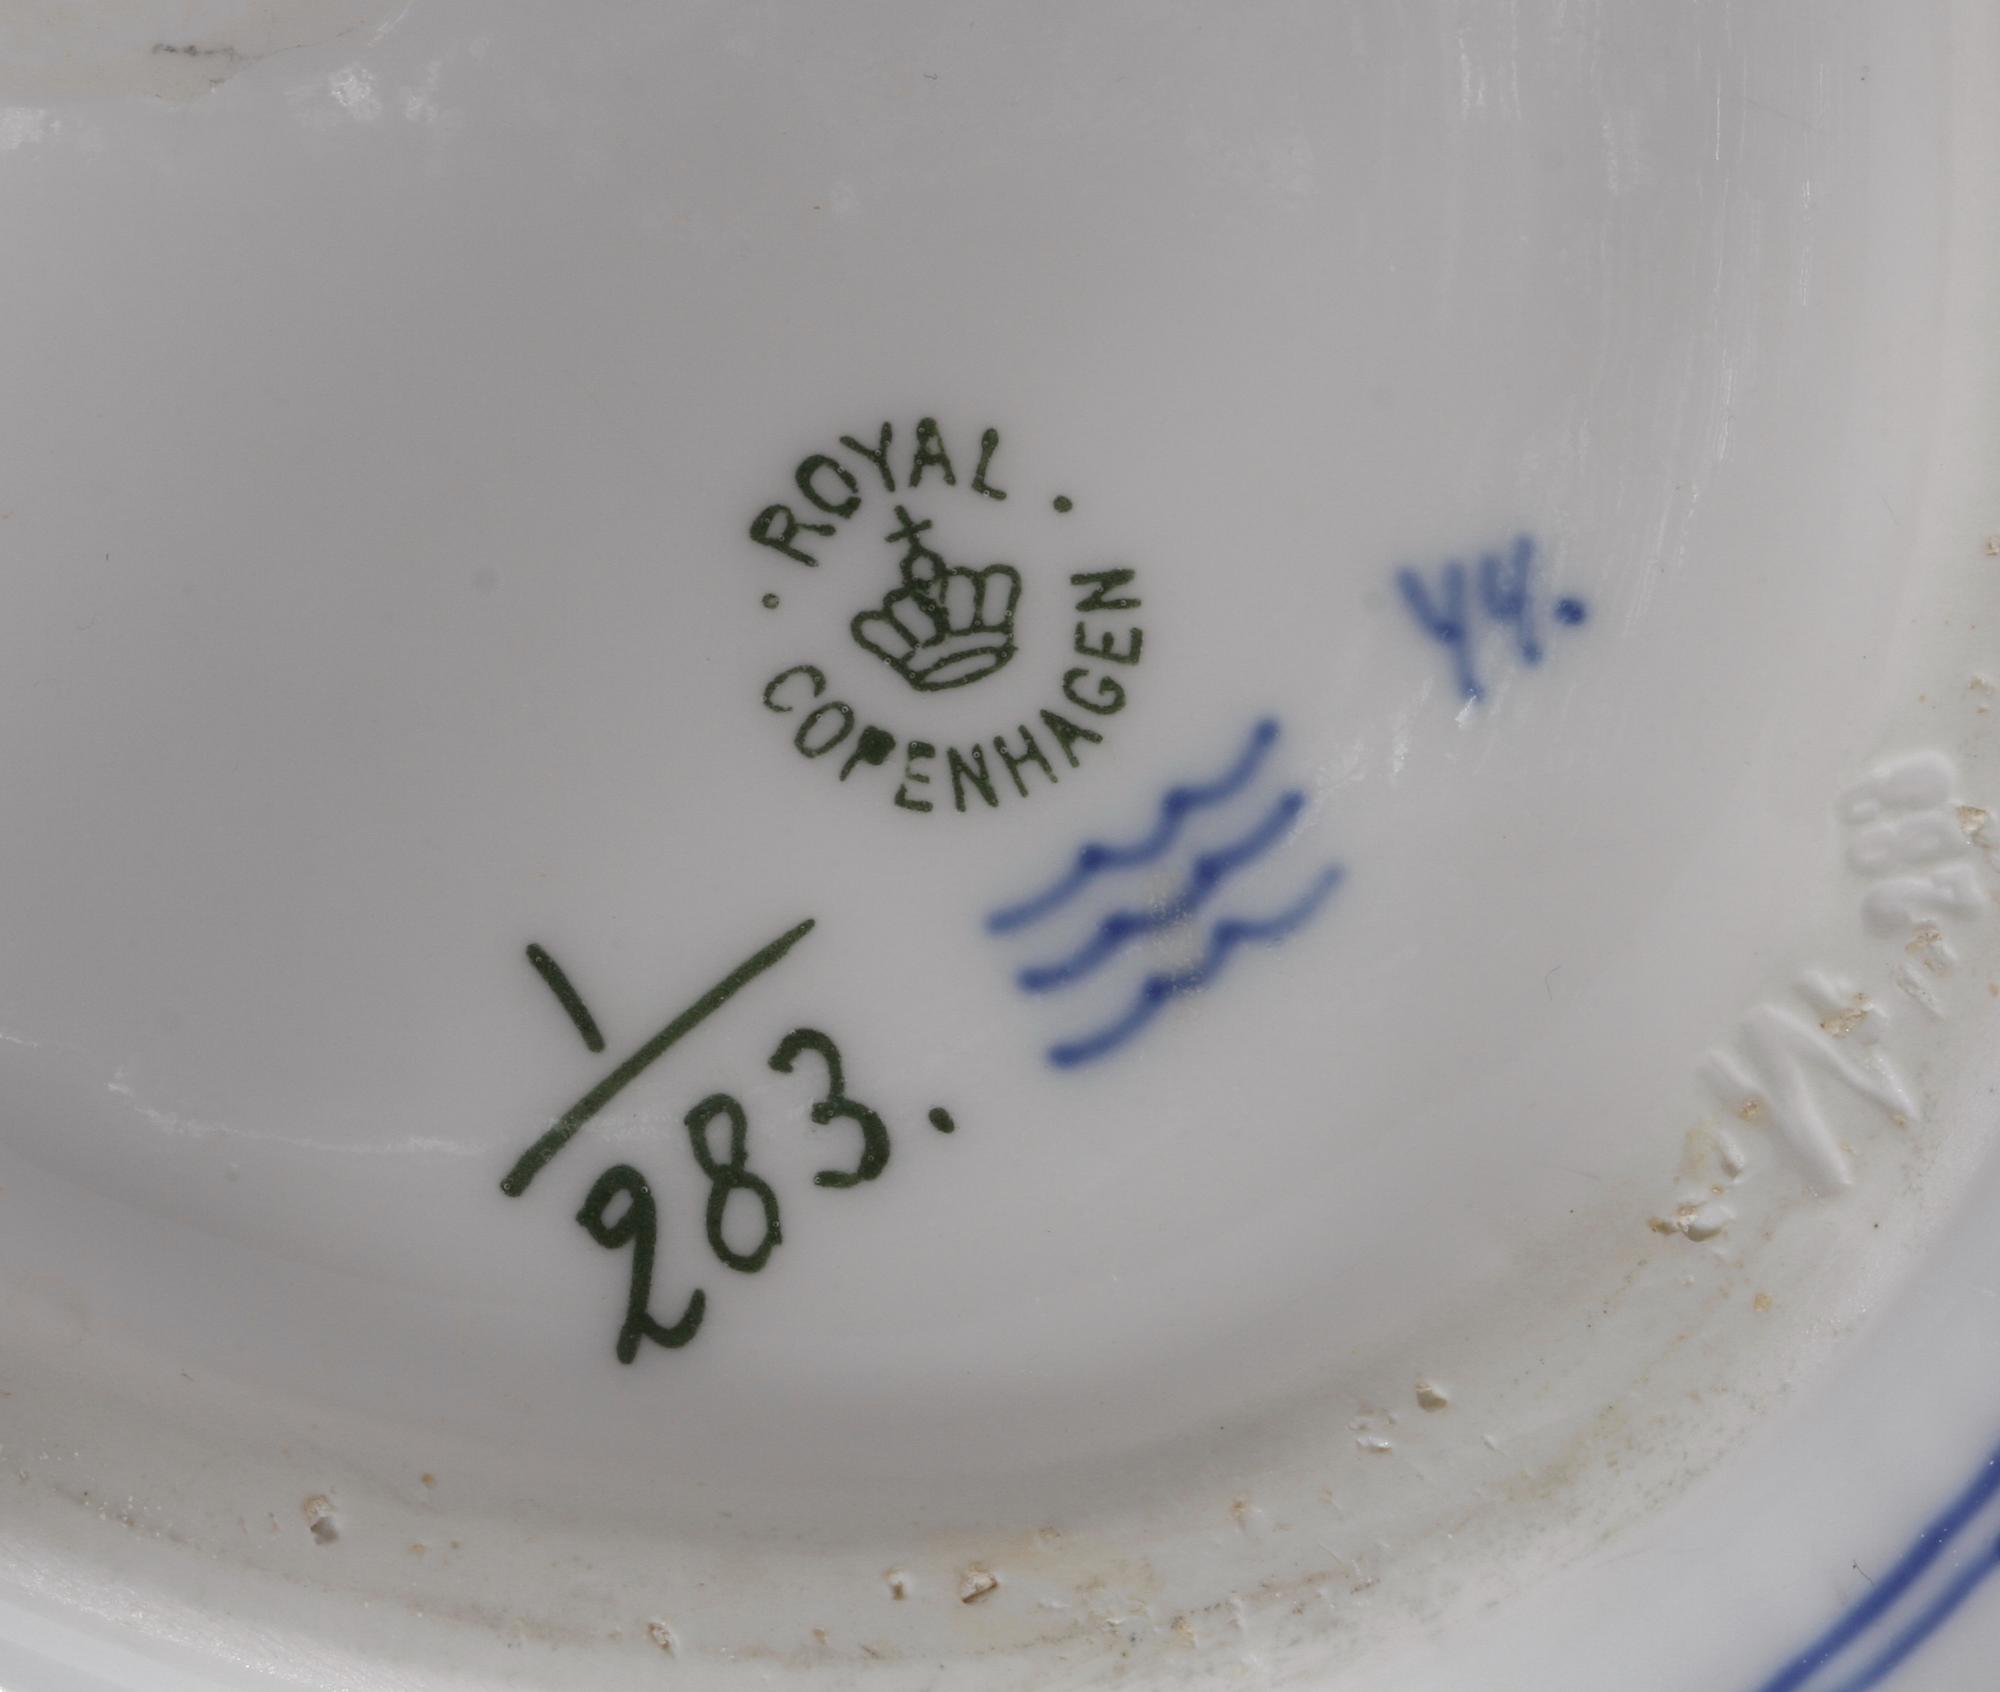 ROYAL
COPENHAGEN
1/283.